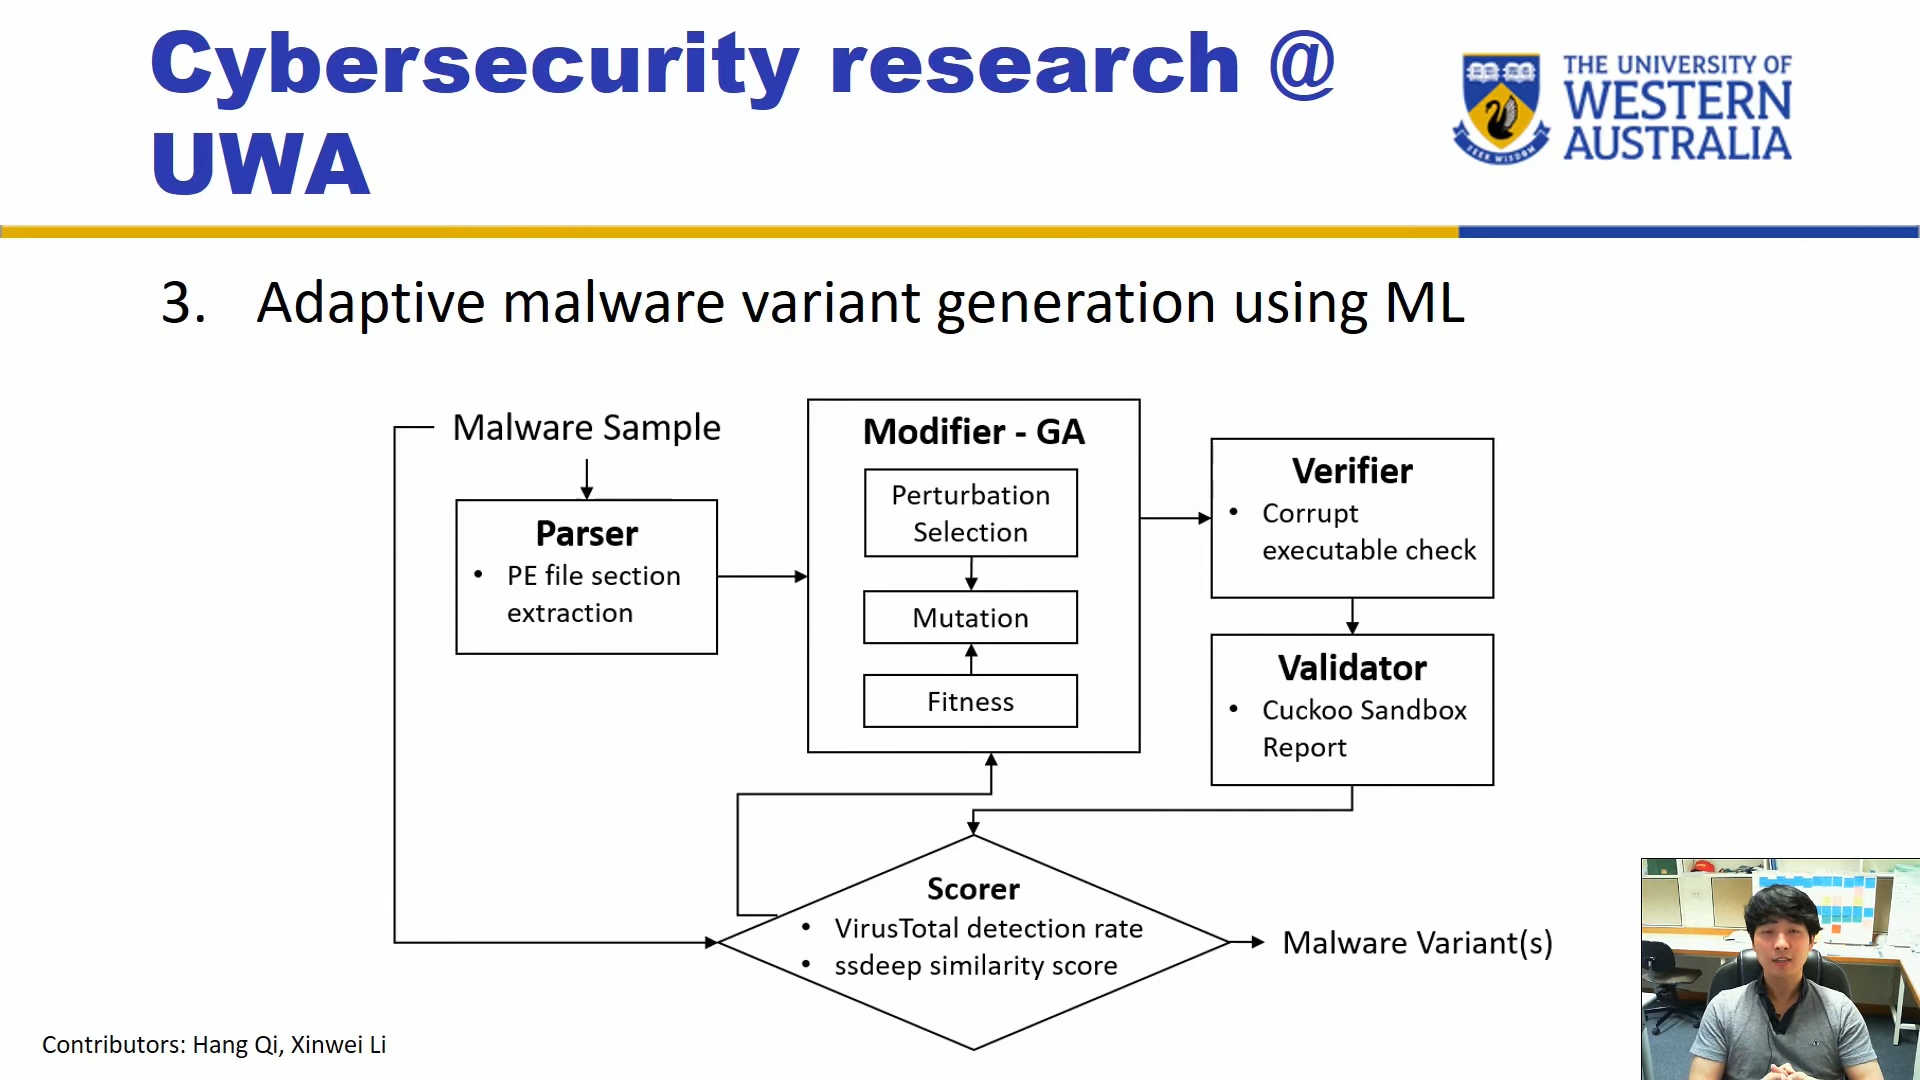 Cybersecurity research @
UWA
THE UNIVERSITY OF
WESTERN
AUSTRALIA
SEEK WISDOM
3. Adaptive malware variant generation using ML
Malware Sample
Parser
• PE file section
extraction
Modifier - GA
Perturbation
Selection
Mutation
Fitness
Verifier
• Corrupt
executable check
Validator
• Cuckoo Sandbox
Report
Scorer
• VirusTotal detection rate
• ssdeep similarity score
Malware Variant(s)
Contributors: Hang Qi, Xinwei Li